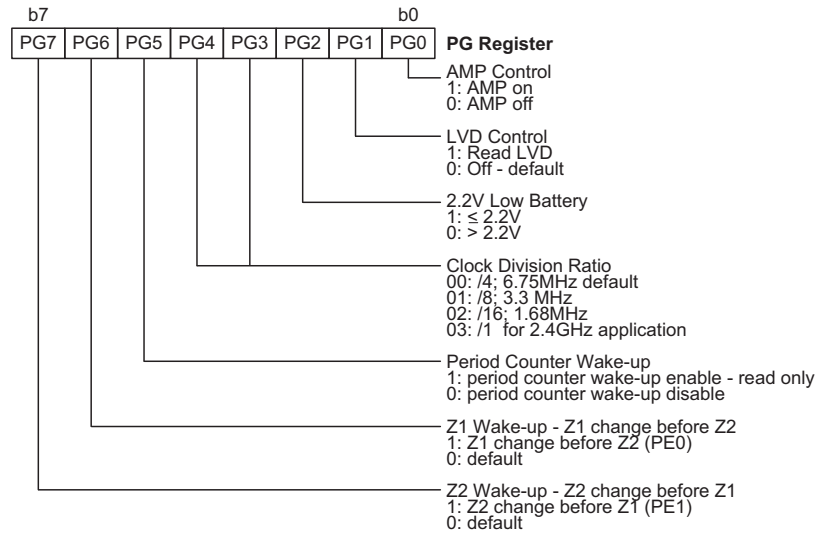 b7 b0
PG7 PG6 PG5 PG4 PG3 PG2 PG1 PG0 PG Register
AMP Control
1: AMP on
0: AMP off
LVD Control
1: Read LVD
0: Off - default
2.2V Low Battery
1: ≤ 2.2V
0: > 2.2V
Clock Division Ratio
00: /4; 6.75MHz default
01: /8; 3.3 MHz
02: /16; 1.68MHz
03: /1 for 2.4GHz application
Period Counter Wake-up
1: period counter wake-up enable - read only
0: period counter wake-up disable
Z1 Wake-up - Z1 change before Z2
1: Z1 change before Z2 (PE0)
0: default
Z2 Wake-up - Z2 change before Z1
1: Z2 change before Z1 (PE1)
0: default